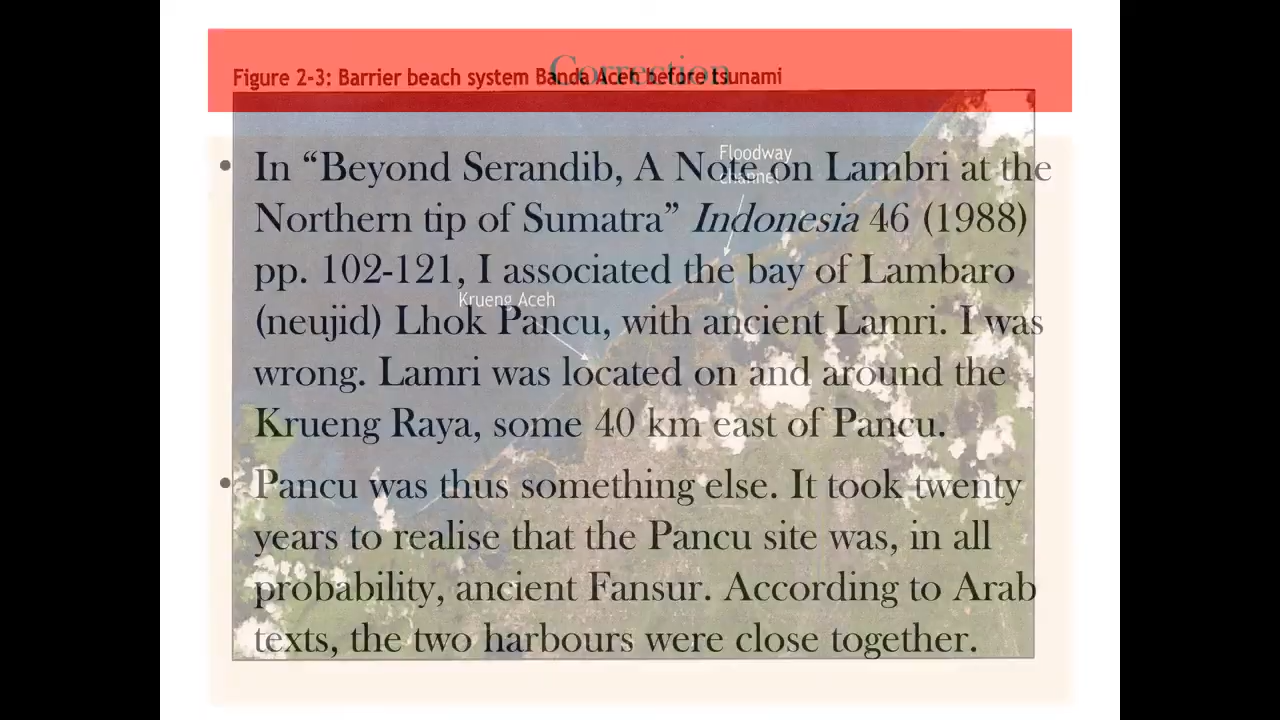 Correction
Figure 2-3: Barrier beach system Banda Aceh before tsunami
• In “Beyond Serandib, A Note on Lambri at the
Northern tip of Sumatra” Indonesia 46 (1988)
pp. 102-121, I associated the bay of Lambaro
(neujid) Lhok Pancu, with ancient Lamri. I was
wrong. Lamri was located on and around the
Krueng Raya, some 40 km east of Pancu.
• Pancu was thus something else. It took twenty
years to realise that the Pancu site was, in all
probability, ancient Fansur. According to Arab
texts, the two harbours were close together.
Floodway
channel
Krueng Aceh